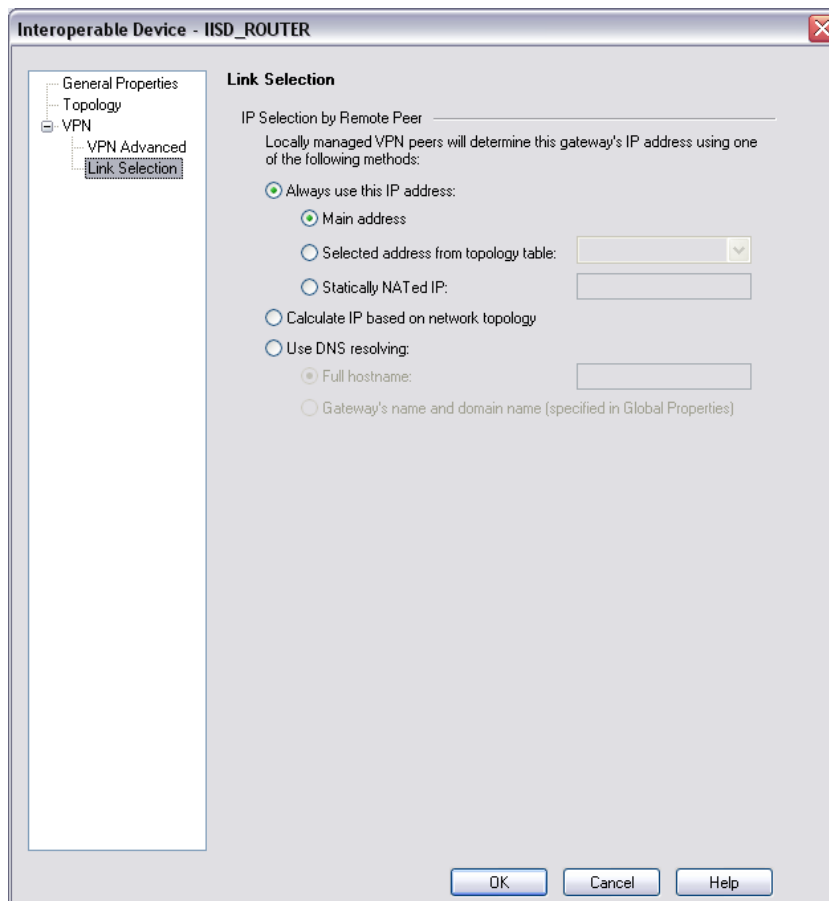 Interoperable Device - IISD_ROUTER
General Properties
Topology
VPN
VPN Advanced
Link Selection
Link Selection
IP Selection by Remote Peer
Locally managed VPN peers will determine this gateway's IP address using one
of the following methods:
Always use this IP address:
Main address
Selected address from topology table:
Statically NATed IP:
Calculate IP based on network topology
Use DNS resolving:
Full hostname:
Gateway's name and domain name (specified in Global Properties)
OK Cancel Help